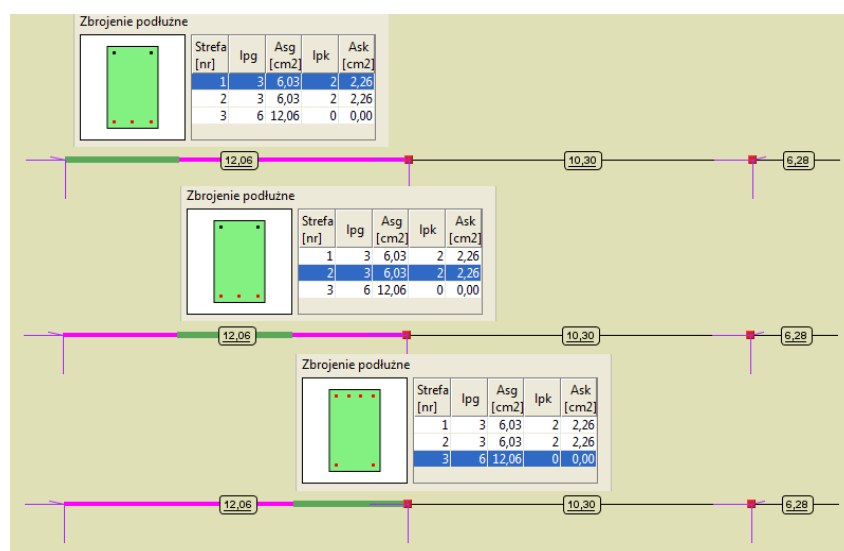 Zbrojenie podłużne
Strefa [nr] lpg Asg [cm2] lpk Ask [cm2]
1 3 6,03 2 2,26
2 3 6,03 2 2,26
3 6 12,06 0 0,00
12,06 10,30 6,28
Zbrojenie podłużne
Strefa [nr] lpg Asg [cm2] lpk Ask [cm2]
1 3 6,03 2 2,26
2 3 6,03 2 2,26
3 6 12,06 0 0,00
12,06 10,30 6,28
Zbrojenie podłużne
Strefa [nr] lpg Asg [cm2] lpk Ask [cm2]
1 3 6,03 2 2,26
2 3 6,03 2 2,26
3 6 12,06 0 0,00
12,06 10,30 6,28